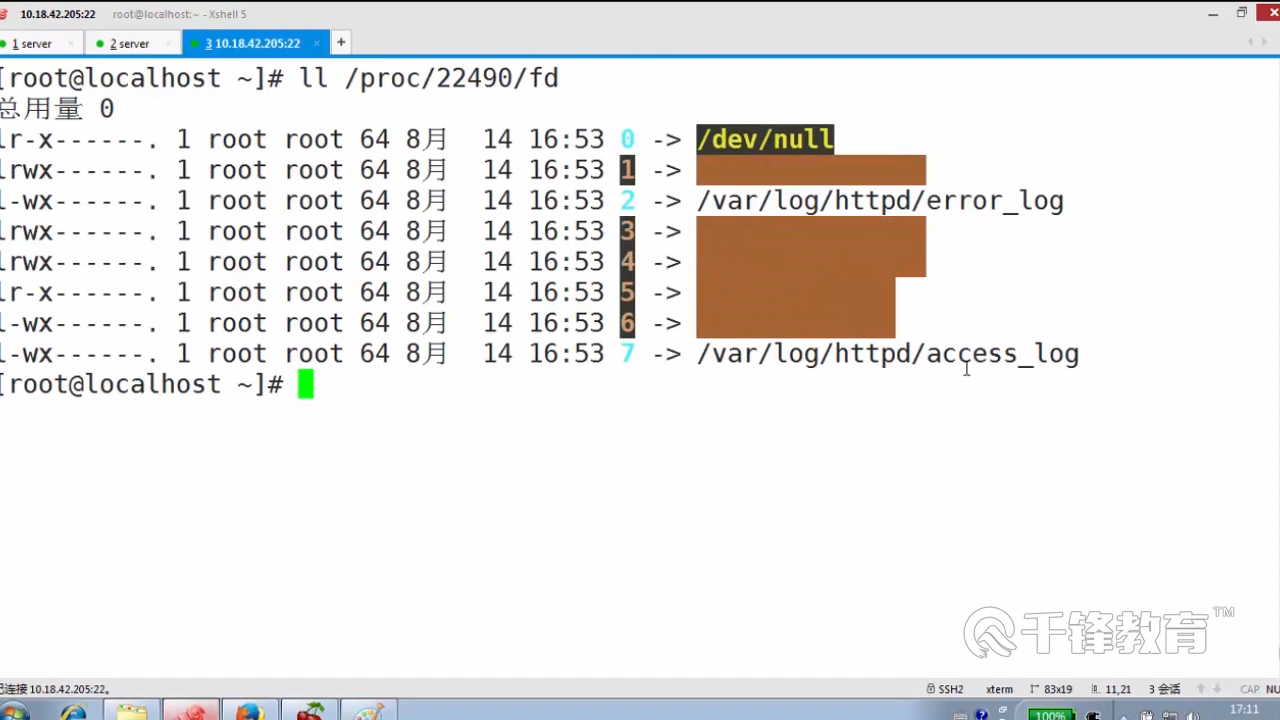 10.18.42.205:22 root@localhost:~ - Xshell 5
1 server × 2 server × 3 10.18.42.205:22 × +
[root@localhost ~]# ll /proc/22490/fd
总用量 0
lr-x------. 1 root root 64 8月 14 16:53 0 -> /dev/null
lrwx------. 1 root root 64 8月 14 16:53 1 ->
l-wx------. 1 root root 64 8月 14 16:53 2 -> /var/log/httpd/error_log
lrwx------. 1 root root 64 8月 14 16:53 3 ->
lrwx------. 1 root root 64 8月 14 16:53 4 ->
lr-x------. 1 root root 64 8月 14 16:53 5 ->
l-wx------. 1 root root 64 8月 14 16:53 6 ->
l-wx------. 1 root root 64 8月 14 16:53 7 -> /var/log/httpd/access_log
[root@localhost ~]#
千锋教育™
已连接 10.18.42.205:22。 SSH2 xterm 83x19 11,21 3 会话 CAP NU
100% 17:11